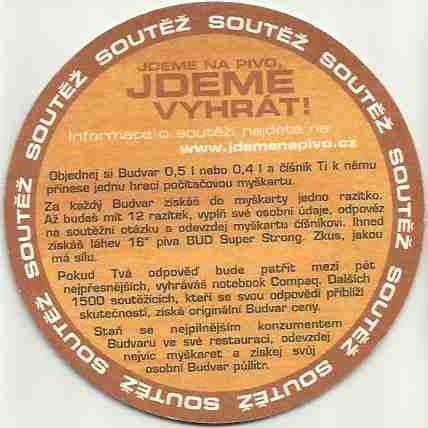 SOUTĚŽ SOUTĚŽ SOUTĚŽ SOUTĚŽ SOUTĚŽ SOUTĚŽ SOUTĚŽ SOUTĚŽ SOUTĚŽ SOUTĚŽ SOUTĚŽ
JDEME NA PIVO,
JDEME
VYHRÁT!
Informace o soutěži najdete na
www.jdemenapivo.cz
Objednej si Budvar 0,5 l nebo 0,4 l a číšník Ti k němu
přinese jednu hrací počítačovou myškartu.
Za každý Budvar získáš do myškarty jedno razítko.
Až budeš mít 12 razítek, vyplň své osobní údaje, odpověz
na soutěžní otázku a odevzdej myškartu číšníkovi. Ihned
získáš láhev 16° piva BUD Super Strong. Zkus, jakou
má sílu.
Pokud Tvá odpověď bude patřit mezi pět
nejpřesnějších, vyhráváš notebook Compaq. Dalších
1500 soutěžících, kteří se svou odpovědí přiblíží
skutečnosti, získá originální Budvar ceny.
Staň se nejpilnějším konzumentem
Budvaru ve své restauraci, odevzdej
nejvíc myškaret a získej svůj
osobní Budvar půllitr.